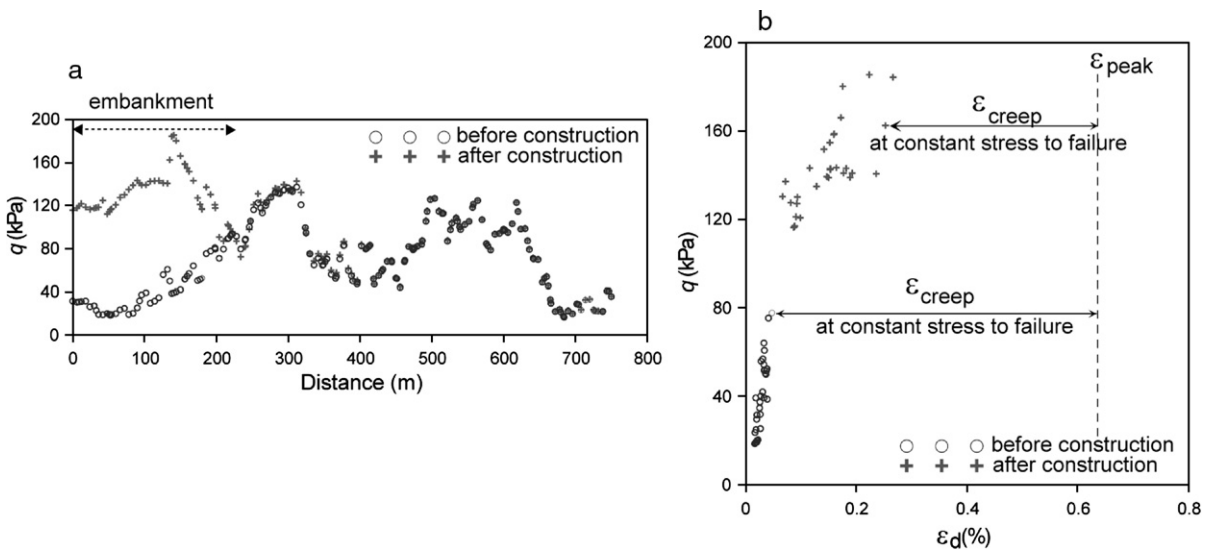 a
embankment
before construction
after construction
200
160
120
80
40
0
q (kPa)
0 100 200 300 400 500 600 700 800
Distance (m)
b
200
160
120
80
40
0
q (kPa)
εpeak
εcreep
at constant stress to failure
εcreep
at constant stress to failure
before construction
after construction
0 0.2 0.4 0.6 0.8
εd(%)